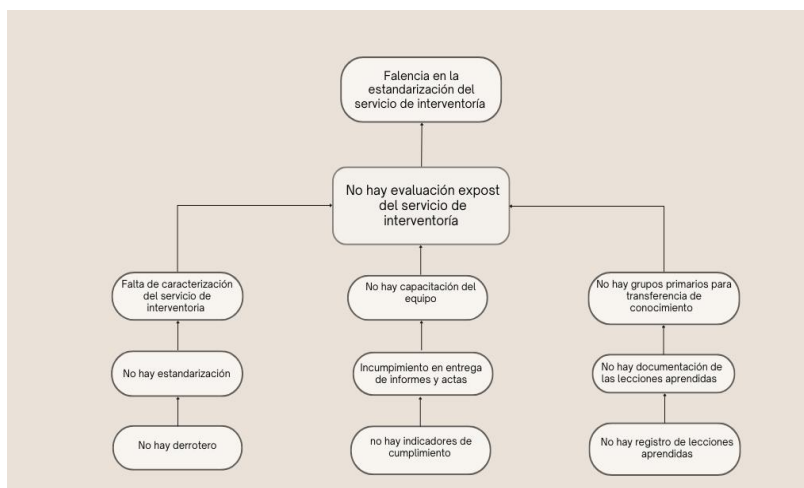 Falencia en la
estandarización del
servicio de interventoría
No hay evaluación expost
del servicio de
interventoría
Falta de caracterización
del servicio de
interventoria
No hay capacitación del
equipo
No hay grupos primarios para
transferencia de
conocimiento
No hay estandarización
Incumpimiento en entrega
de informes y actas
No hay documentación de
las lecciones aprendidas
No hay derrotero
no hay indicadores de
cumplimiento
No hay registro de lecciones
aprendidas